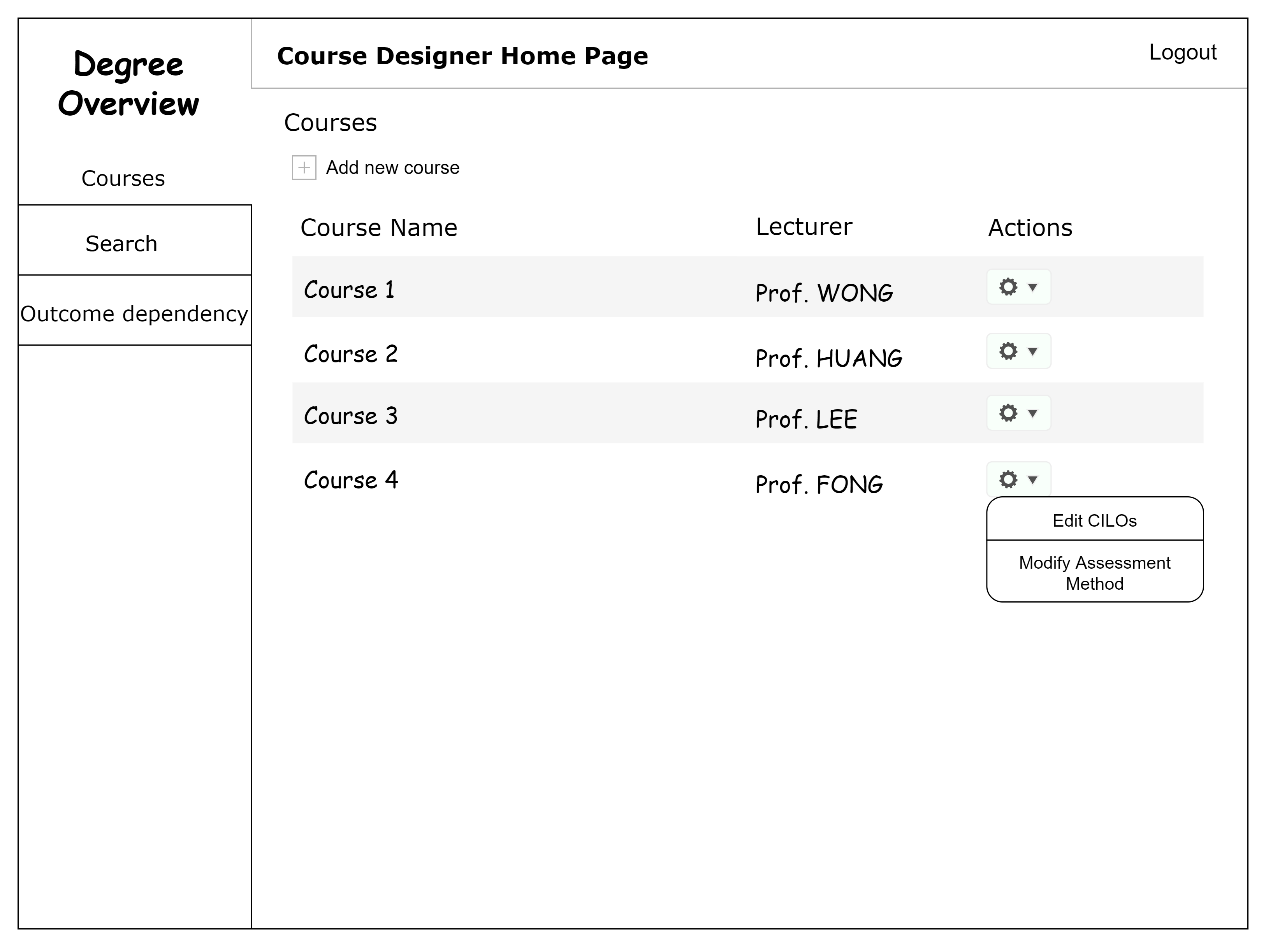 Degree
Overview
Courses
Search
Outcome dependency
Course Designer Home Page
Logout
Courses
Add new course
Course Name Lecturer Actions
Course 1 Prof. WONG
Course 2 Prof. HUANG
Course 3 Prof. LEE
Course 4 Prof. FONG
Edit CILOs
Modify Assessment
Method